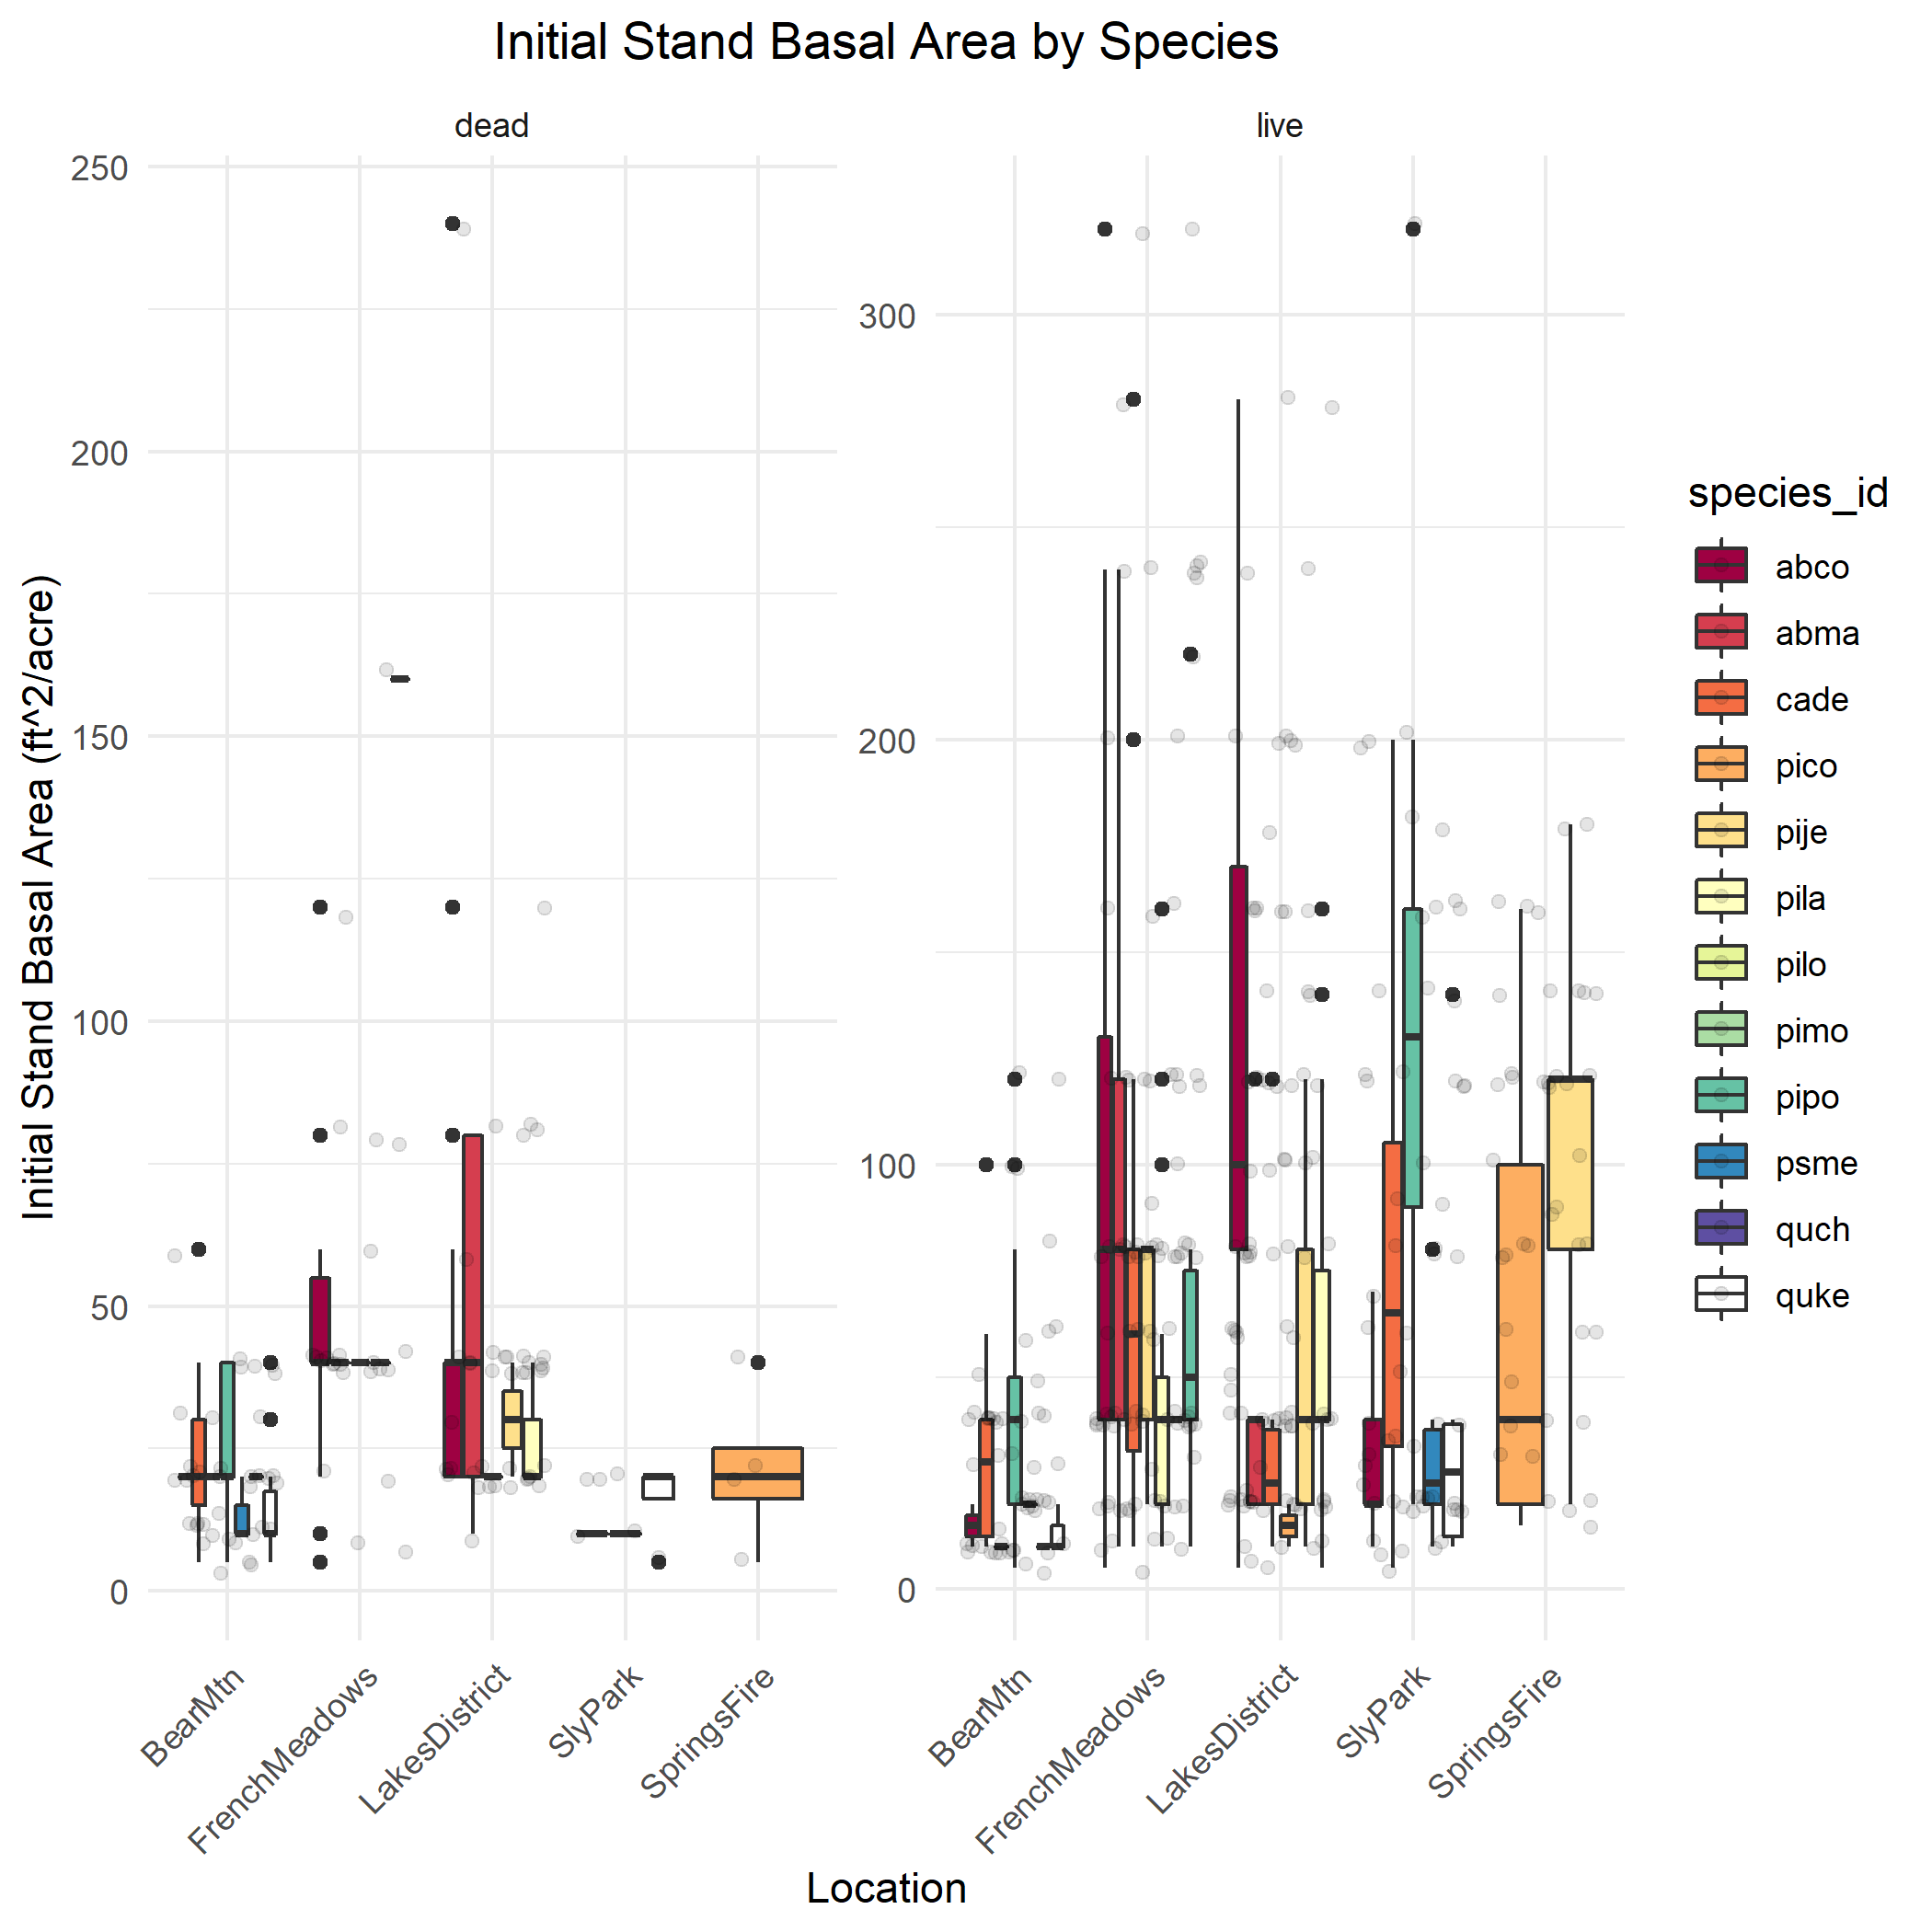 Initial Stand Basal Area by Species
dead
live
Initial Stand Basal Area (ft^2/acre)
250
200
150
100
50
0
300
200
100
0
BearMtn
FrenchMeadows
LakesDistrict
SlyPark
SpringsFire
BearMtn
FrenchMeadows
LakesDistrict
SlyPark
SpringsFire
Location
species_id
abco
abma
cade
pico
pije
pila
pilo
pimo
pipo
psme
quch
quke